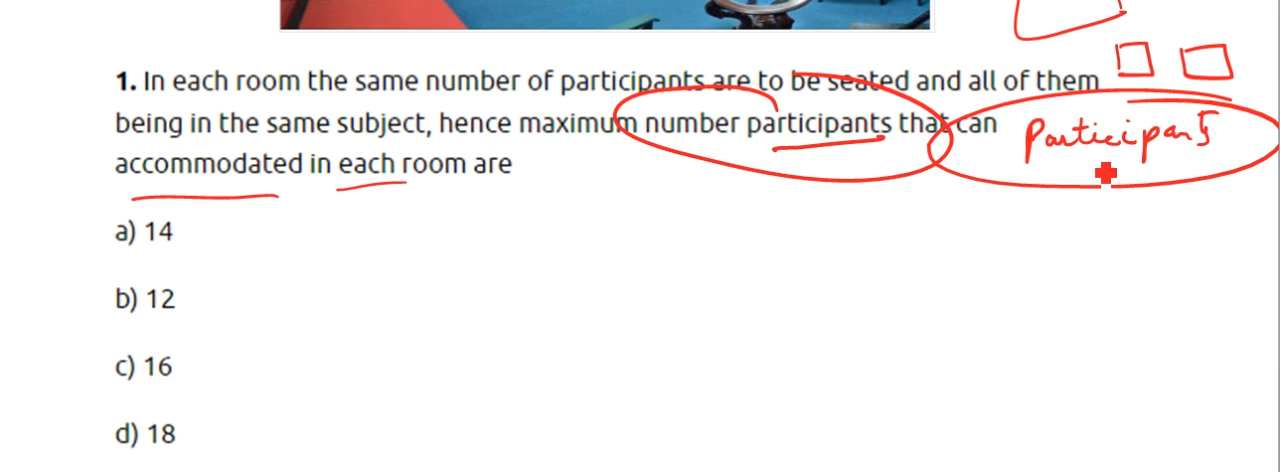 1. In each room the same number of participants are to be seated and all of them
being in the same subject, hence maximum number participants that can
accommodated in each room are
Participants
a) 14
b) 12
c) 16
d) 18